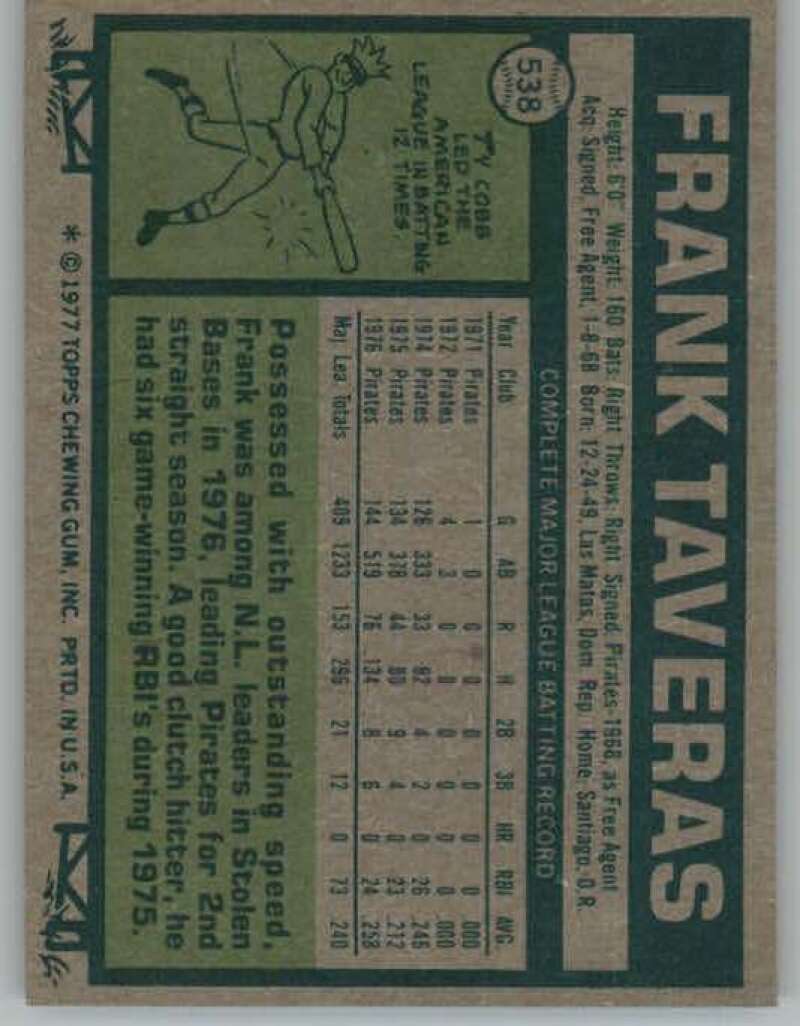 538
FRANK TAVERAS
Height: 6'0" Weight: 160 Bats: Right Throws: Right Signed: Pirates 1968, as Free Agent
Acq: Signed, Free Agent, 1-8-68 Born: 12-24-49, Las Matas, Dom. Rep. Home: Santiago, D.R.
COMPLETE MAJOR LEAGUE BATTING RECORD
Year Club G AB R H 2B 3B HR RBI AVG
1971 Pirates 1 0 0 0 0 0 0 0 .000
1972 Pirates 4 3 0 0 0 0 0 0 .000
1974 Pirates 126 333 33 82 4 2 0 26 .246
1975 Pirates 134 378 44 80 9 4 0 23 .212
1976 Pirates 144 519 76 134 8 6 0 24 .258
Maj. Lea. Totals 409 1233 153 296 21 12 0 73 .240
TY COBB
LED THE
AMERICAN
LEAGUE IN BATTING
12 TIMES.
Possessed with outstanding speed,
Frank was among N.L. leaders in Stolen
Bases in 1976, leading Pirates for 2nd
straight season. A good clutch hitter, he
had six game-winning RBI's during 1975.
* © 1977 TOPPS CHEWING GUM, INC. PRTD. IN U.S.A.